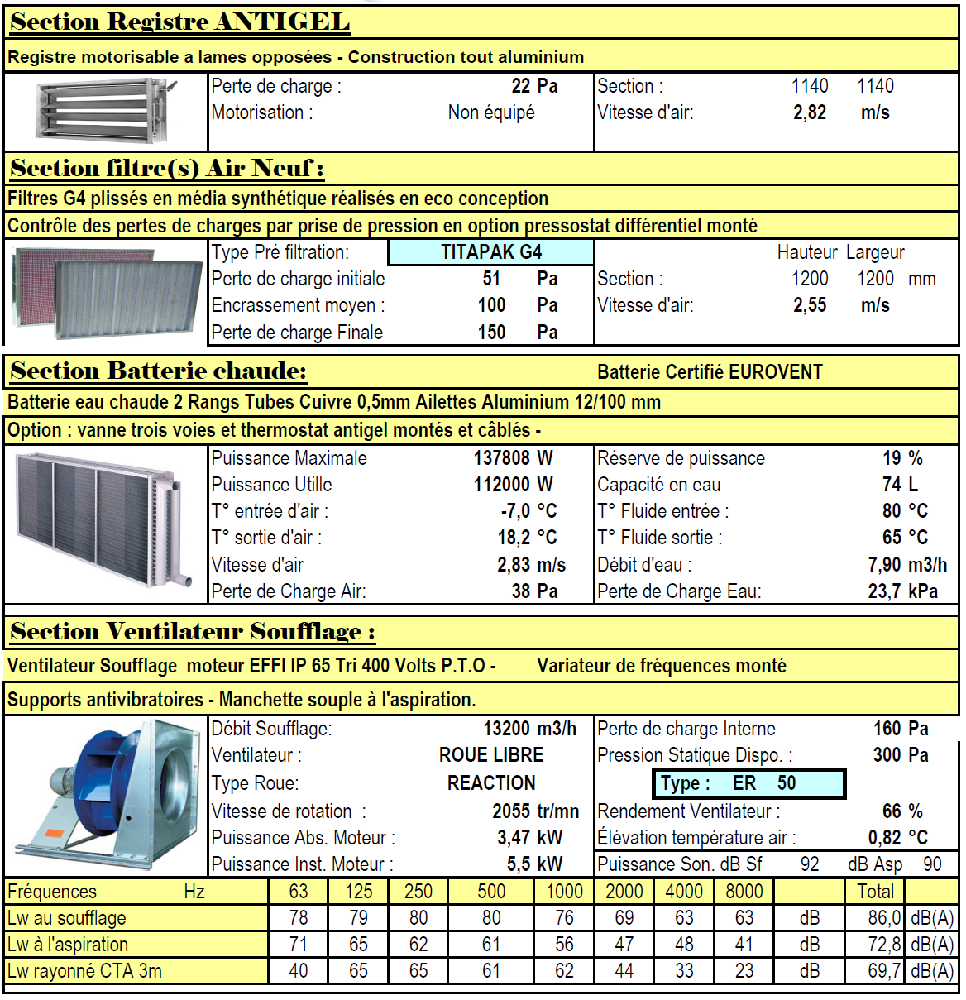 Section Registre ANTIGEL
Registre motorisable a lames opposées - Construction tout aluminium
Perte de charge : 22 Pa Section : 1140 1140
Motorisation : Non équipé Vitesse d'air: 2,82 m/s
Section filtre(s) Air Neuf :
Filtres G4 plissés en média synthétique réalisés en eco conception
Contrôle des pertes de charges par prise de pression en option pressostat différentiel monté
Type Pré filtration: TITAPAK G4 Hauteur Largeur
Perte de charge initiale 51 Pa Section : 1200 1200 mm
Encrassement moyen : 100 Pa Vitesse d'air: 2,55 m/s
Perte de charge Finale 150 Pa
Section Batterie chaude: Batterie Certifié EUROVENT
Batterie eau chaude 2 Rangs Tubes Cuivre 0,5mm Ailettes Aluminium 12/100 mm
Option : vanne trois voies et thermostat antigel montés et câblés -
Puissance Maximale 137808 W Réserve de puissance 19 %
Puissance Utille 112000 W Capacité en eau 74 L
T° entrée d'air : -7,0 °C T° Fluide entrée : 80 °C
T° sortie d'air : 18,2 °C T° Fluide sortie : 65 °C
Vitesse d'air 2,83 m/s Débit d'eau : 7,90 m3/h
Perte de Charge Air: 38 Pa Perte de Charge Eau: 23,7 kPa
Section Ventilateur Soufflage :
Ventilateur Soufflage moteur EFFI IP 65 Tri 400 Volts P.T.O - Variateur de fréquences monté
Supports antivibratoires - Manchette souple à l'aspiration.
Débit Soufflage: 13200 m3/h Perte de charge Interne 160 Pa
Ventilateur : ROUE LIBRE Pression Statique Dispo. : 300 Pa
Type Roue: REACTION Type : ER 50
Vitesse de rotation : 2055 tr/mn Rendement Ventilateur : 66 %
Puissance Abs. Moteur : 3,47 kW Élévation température air : 0,82 °C
Puissance Inst. Moteur : 5,5 kW Puissance Son. dB Sf 92 dB Asp 90
Fréquences Hz 63 125 250 500 1000 2000 4000 8000 Total
Lw au soufflage 78 79 80 80 76 69 63 63 dB 86,0 dB(A)
Lw à l'aspiration 71 65 62 61 56 47 48 41 dB 72,8 dB(A)
Lw rayonné CTA 3m 40 65 65 61 62 44 33 23 dB 69,7 dB(A)